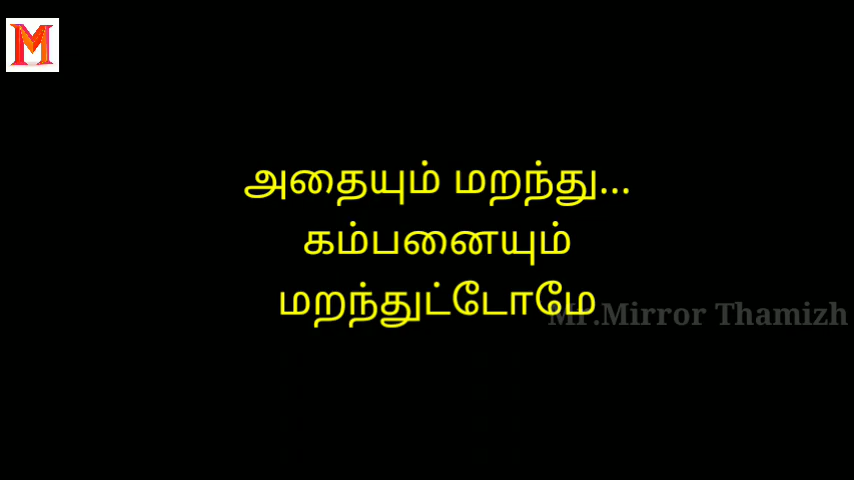 M
அதையும் மறந்து...
கம்பனையும்
மறந்துட்டோமே
Mr.Mirror Thamizh